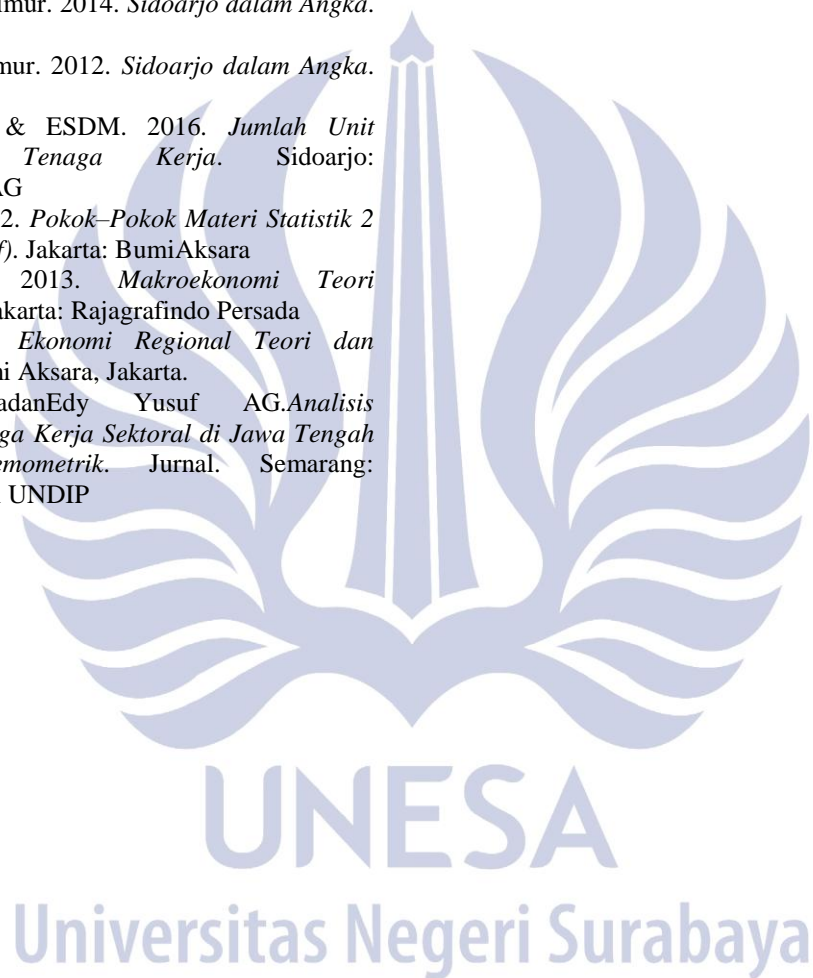 imur. 2014. Sidoarjo dalam Angka.
mur. 2012. Sidoarjo dalam Angka.
& ESDM. 2016. Jumlah Unit
Tenaga Kerja. Sidoarjo:
AG
2. Pokok–Pokok Materi Statistik 2
f). Jakarta: BumiAksara
2013. Makroekonomi Teori
akarta: Rajagrafindo Persada
Ekonomi Regional Teori dan
ni Aksara, Jakarta.
adanEdy Yusuf AG.Analisis
ga Kerja Sektoral di Jawa Tengah
emometrik. Jurnal. Semarang:
UNDIP
UNESA
Universitas Negeri Surabaya